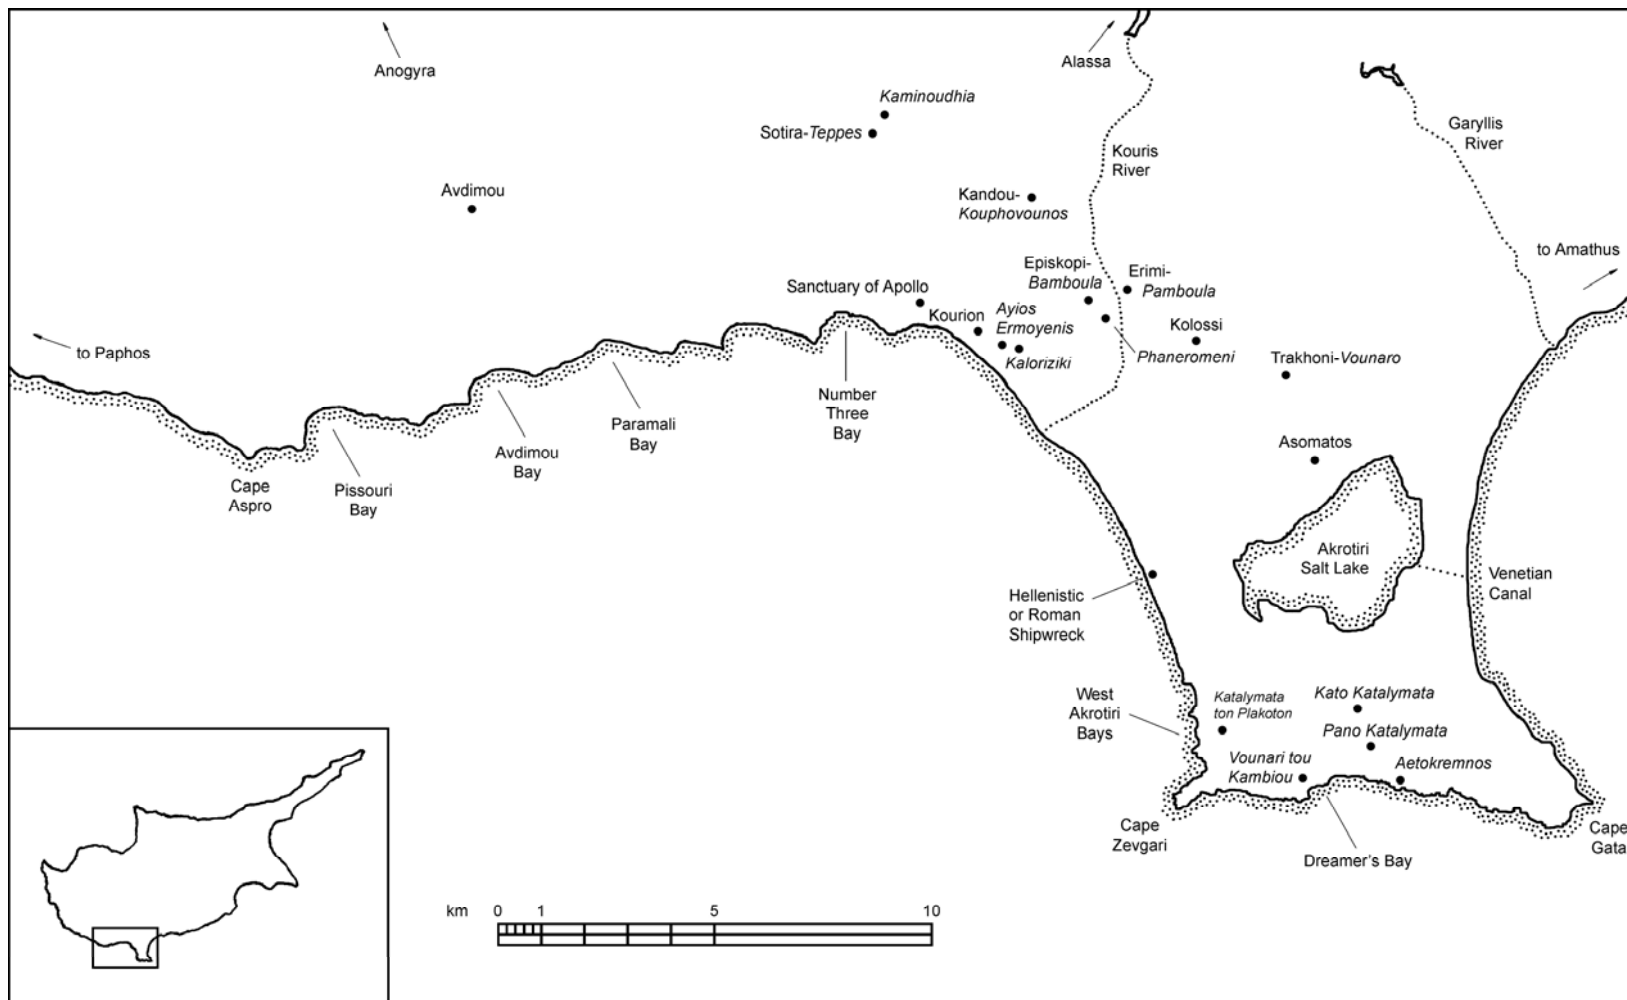 Anogyra
Alassa
Kaminoudhia
Sotira-Teppes
Garyllis
River
Kouris
River
Avdimou
Kandou-
Kouphovounos
to Amathus
Episkopi-
Bamboula
Erimi-
Pamboula
Sanctuary of Apollo
Kourion
Ayios
Ermoyenis
Kolossi
to Paphos
Kaloriziki
Phaneromeni
Trakhoni-Vounaro
Number
Three
Bay
Paramali
Bay
Avdimou
Bay
Asomatos
Cape
Aspro
Pissouri
Bay
Akrotiri
Salt Lake
Venetian
Canal
Hellenistic
or Roman
Shipwreck
West
Akrotiri
Bays
Katalymata
ton Plakoton
Kato Katalymata
Pano Katalymata
Vounari tou
Kambiou
Aetokremnos
Cape
Zevgari
Cape
Gata
Dreamer's Bay
km 0 1 5 10